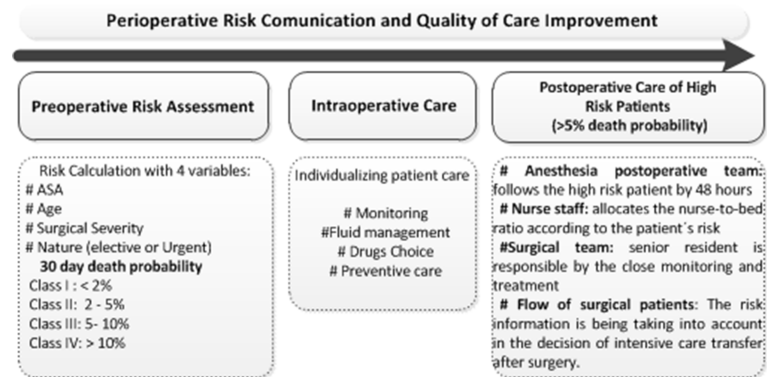 Perioperative Risk Comunication and Quality of Care Improvement
Preoperative Risk Assessment
Risk Calculation with 4 variables:
# ASA
# Age
# Surgical Severity
# Nature (elective or Urgent)
30 day death probability
Class I : < 2%
Class II: 2 - 5%
Class III: 5- 10%
Class IV: > 10%
Intraoperative Care
Individualizing patient care
# Monitoring
#Fluid management
# Drugs Choice
# Preventive care
Postoperative Care of High
Risk Patients
(>5% death probability)
# Anesthesia postoperative team:
follows the high risk patient by 48 hours
# Nurse staff: allocates the nurse-to-bed
ratio according to the patient´s risk
#Surgical team: senior resident is
responsible by the close monitoring and
treatment
# Flow of surgical patients: The risk
information is being taking into account
in the decision of intensive care transfer
after surgery.